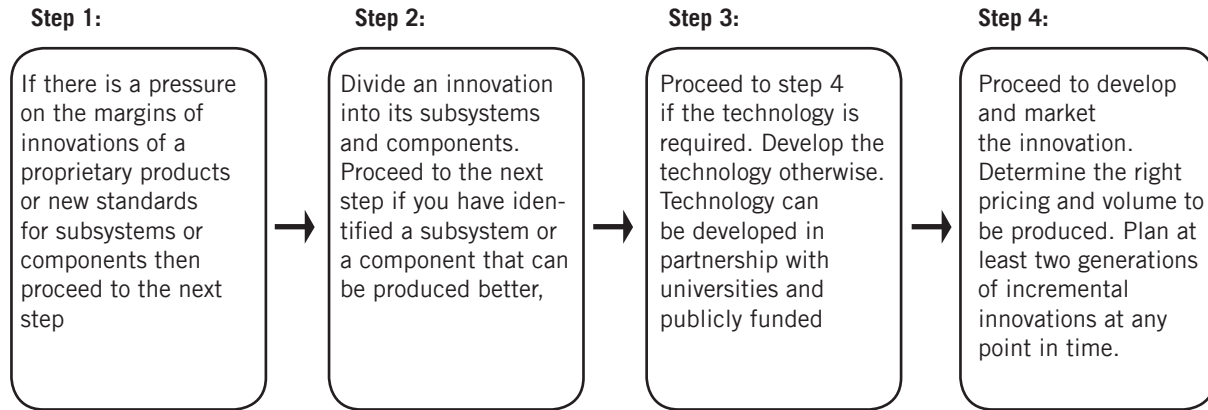 Step 1:
If there is a pressure
on the margins of
innovations of a
proprietary products
or new standards
for subsystems or
components then
proceed to the next
step
Step 2:
Divide an innovation
into its subsystems
and components.
Proceed to the next
step if you have iden-
tified a subsystem or
a component that can
be produced better,
Step 3:
Proceed to step 4
if the technology is
required. Develop the
technology otherwise.
Technology can
be developed in
partnership with
universities and
publicly funded
Step 4:
Proceed to develop
and market
the innovation.
Determine the right
pricing and volume to
be produced. Plan at
least two generations
of incremental
innovations at any
point in time.